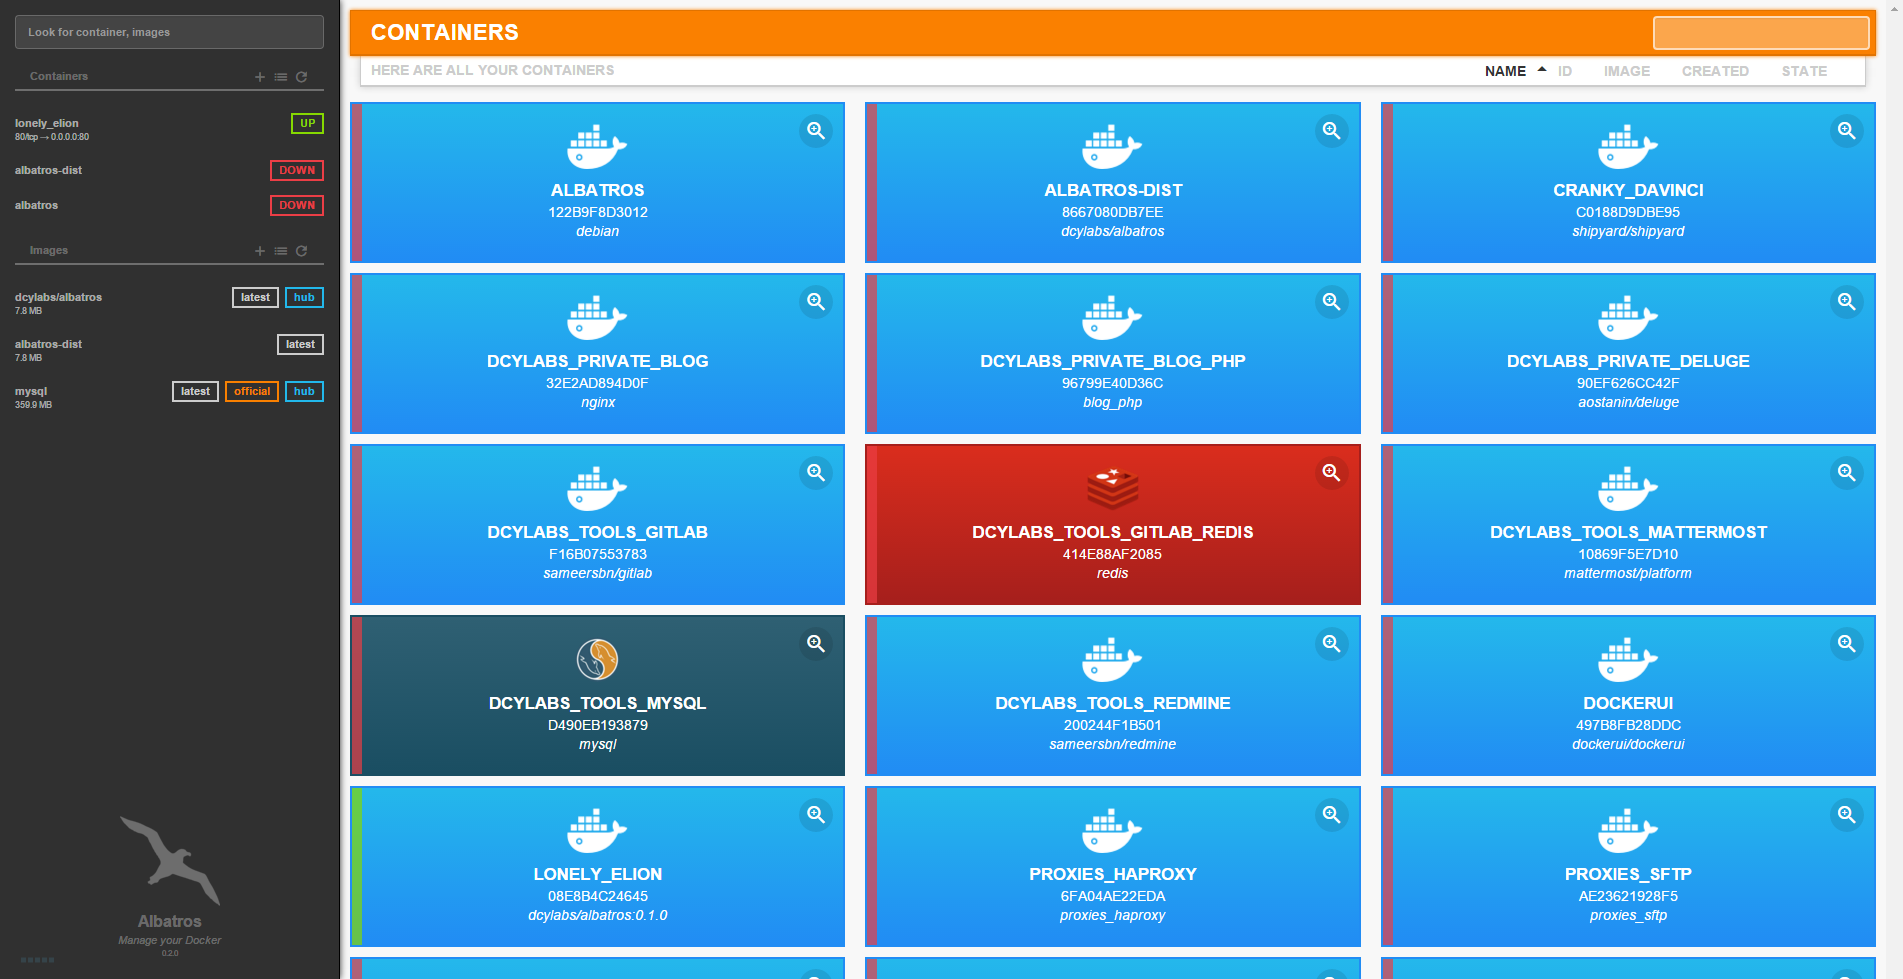 Look for container, images
Containers
lonely_elion
80/tcp → 0.0.0.0:80
UP
albatros-dist
DOWN
albatros
DOWN
Images
dcylabs/albatros
7.8 MB
latest
hub
albatros-dist
7.8 MB
latest
mysql
359.9 MB
latest
official
hub
Albatros
Manage your Docker
0.2.0
CONTAINERS
HERE ARE ALL YOUR CONTAINERS
NAME ID IMAGE CREATED STATE
ALBATROS
122B9F8D3012
debian
ALBATROS-DIST
8667080DB7EE
dcylabs/albatros
CRANKY_DAVINCI
C0188D9DBE95
shipyard/shipyard
DCYLABS_PRIVATE_BLOG
32E2AD894D0F
nginx
DCYLABS_PRIVATE_BLOG_PHP
96799E40D36C
blog_php
DCYLABS_PRIVATE_DELUGE
90EF626CC42F
aostanin/deluge
DCYLABS_TOOLS_GITLAB
F16B07553783
sameersbn/gitlab
DCYLABS_TOOLS_GITLAB_REDIS
414E88AF2085
redis
DCYLABS_TOOLS_MATTERMOST
10869F5E7D10
mattermost/platform
DCYLABS_TOOLS_MYSQL
D490EB193879
mysql
DCYLABS_TOOLS_REDMINE
200244F1B501
sameersbn/redmine
DOCKERUI
497B8FB28DDC
dockerui/dockerui
LONELY_ELION
08E8B4C24645
dcylabs/albatros:0.1.0
PROXIES_HAPROXY
6FA04AE22EDA
proxies_haproxy
PROXIES_SFTP
AE23621928F5
proxies_sftp